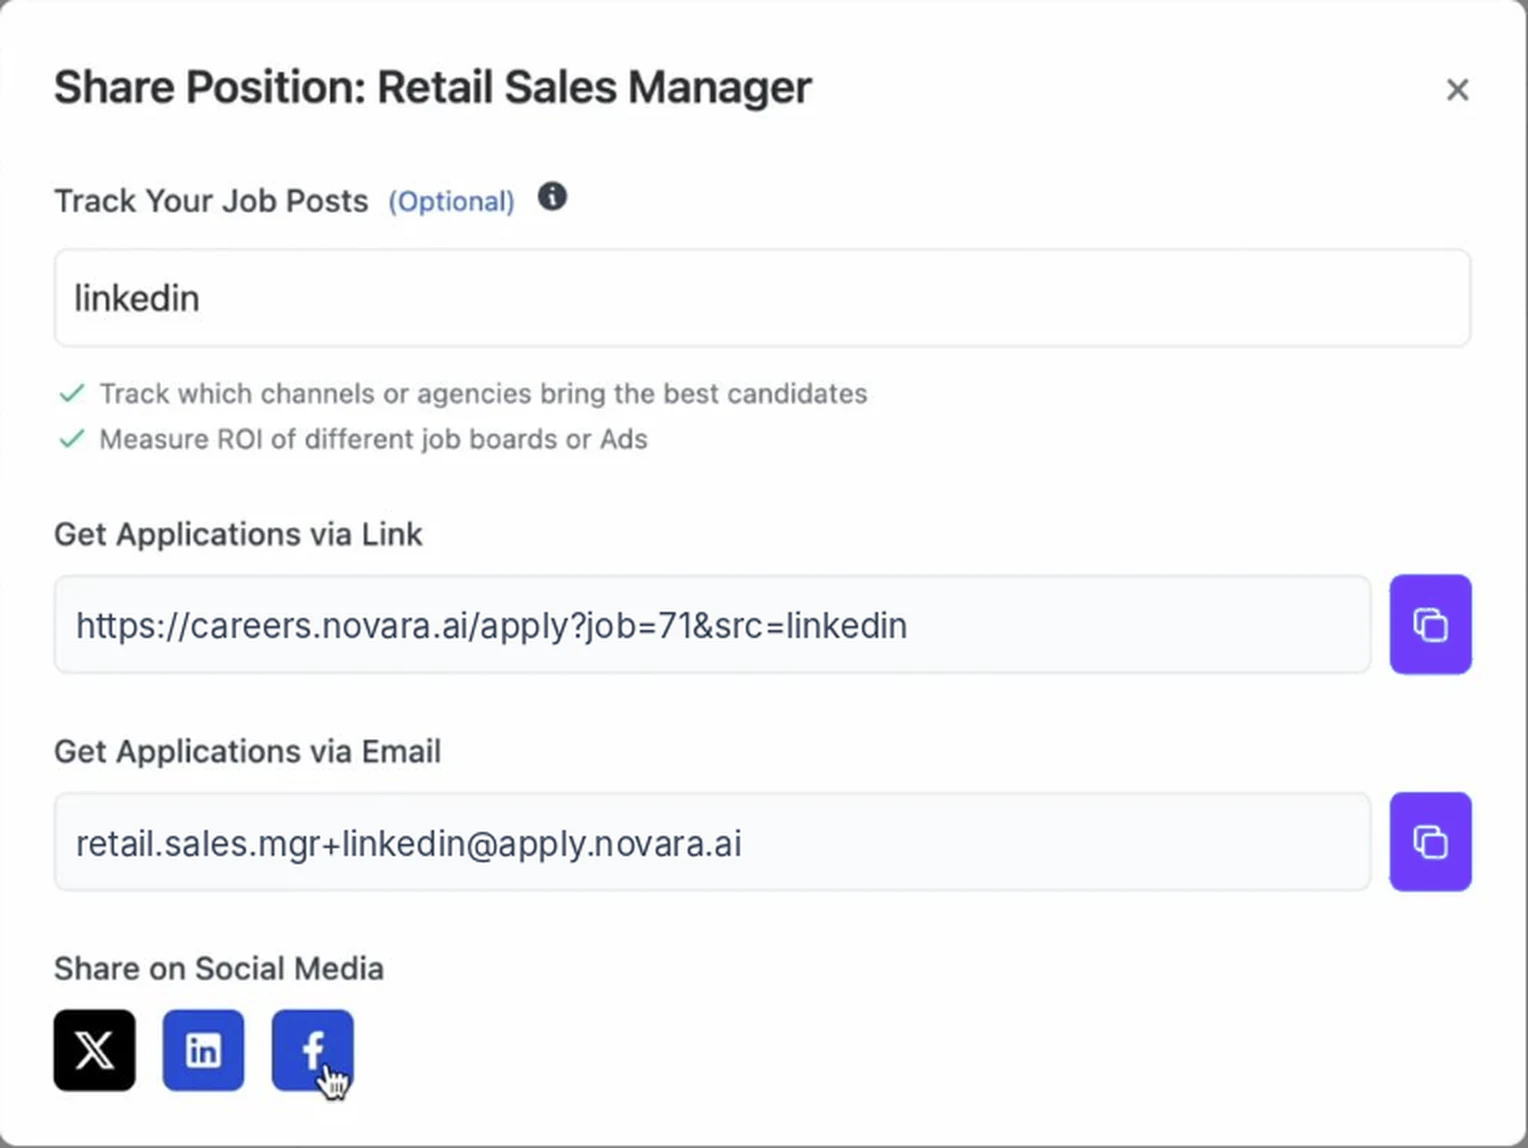 Share Position: Retail Sales Manager
Track Your Job Posts (Optional)
linkedin
Track which channels or agencies bring the best candidates
Measure ROI of different job boards or Ads
Get Applications via Link
https://careers.novara.ai/apply?job=71&src=linkedin
Get Applications via Email
retail.sales.mgr+linkedin@apply.novara.ai
Share on Social Media